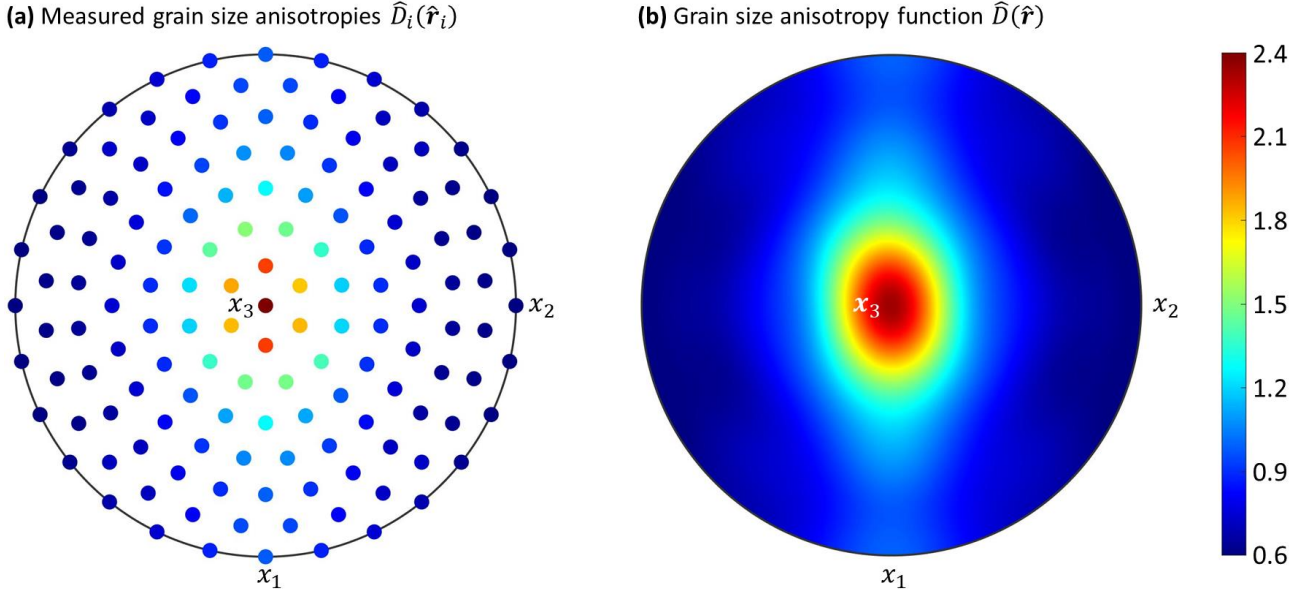 (a) Measured grain size anisotropies D̂ᵢ(r̂ᵢ)
(b) Grain size anisotropy function D̂(r̂)
x₃
x₂
x₁
x₃
x₂
x₁
2.4
2.1
1.8
1.5
1.2
0.9
0.6